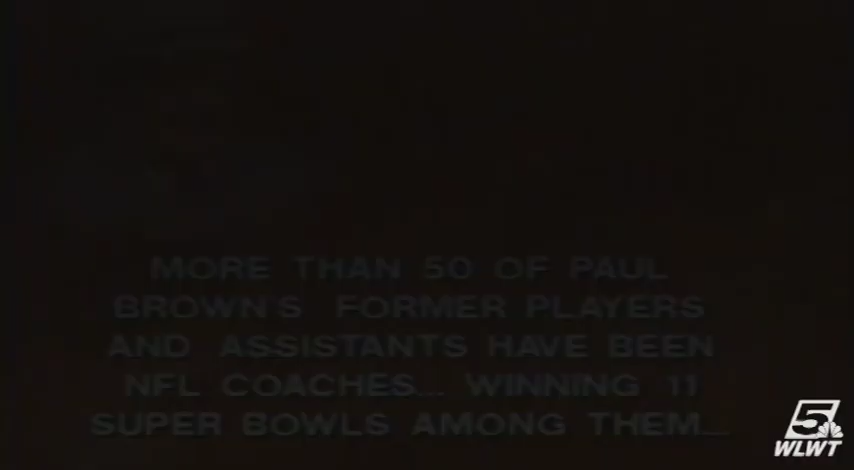 MORE THAN 50 OF PAUL
BROWN'S FORMER PLAYERS
AND ASSISTANTS HAVE BEEN
NFL COACHES... WINNING 11
SUPER BOWLS AMONG THEM...
5
WLWT